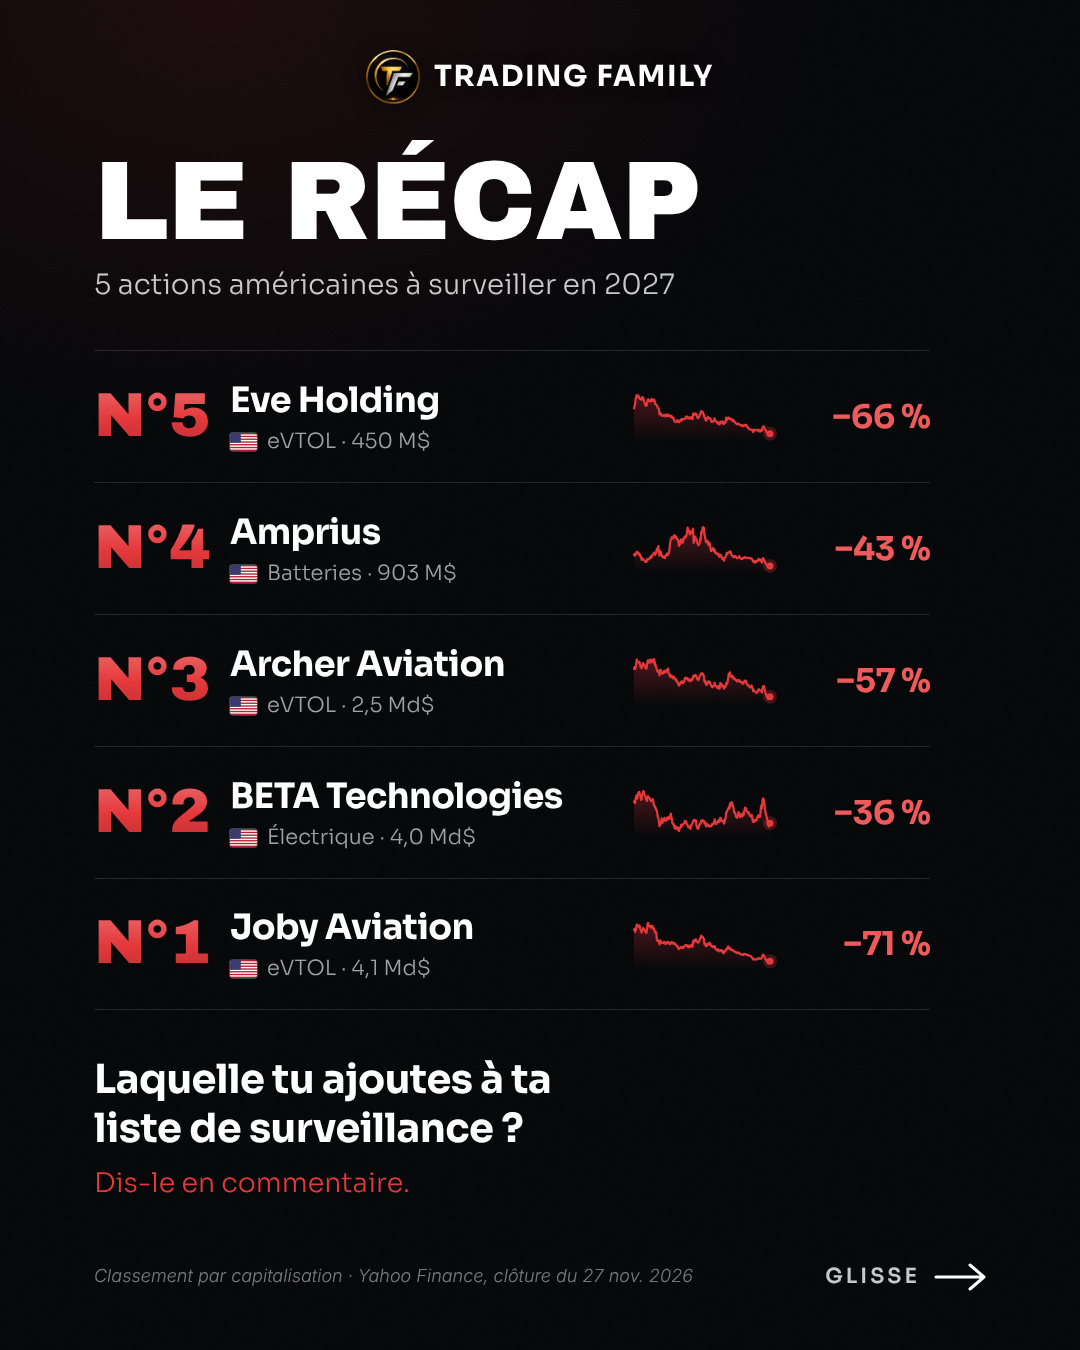 TF TRADING FAMILY
LE RÉCAP
5 actions américaines à surveiller en 2027
N°5 Eve Holding −66 %
eVTOL · 450 M$
N°4 Amprius −43 %
Batteries · 903 M$
N°3 Archer Aviation −57 %
eVTOL · 2,5 Md$
N°2 BETA Technologies −36 %
Électrique · 4,0 Md$
N°1 Joby Aviation −71 %
eVTOL · 4,1 Md$
Laquelle tu ajoutes à ta
liste de surveillance ?
Dis-le en commentaire.
Classement par capitalisation · Yahoo Finance, clôture du 27 nov. 2026
GLISSE